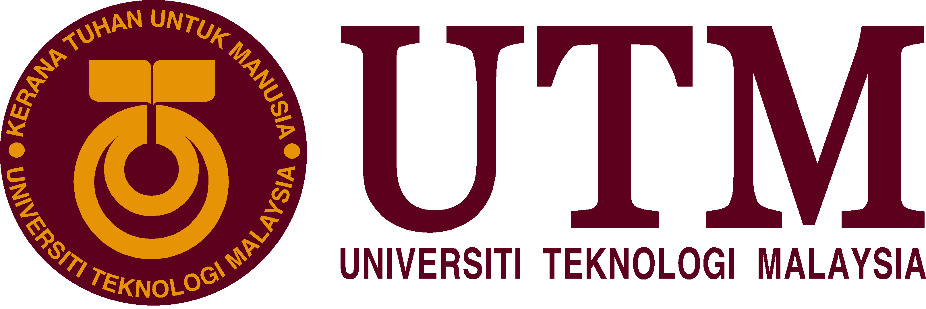 KERANA TUHAN UNTUK MANUSIA
UNIVERSITI TEKNOLOGI MALAYSIA
UTM
UNIVERSITI TEKNOLOGI MALAYSIA